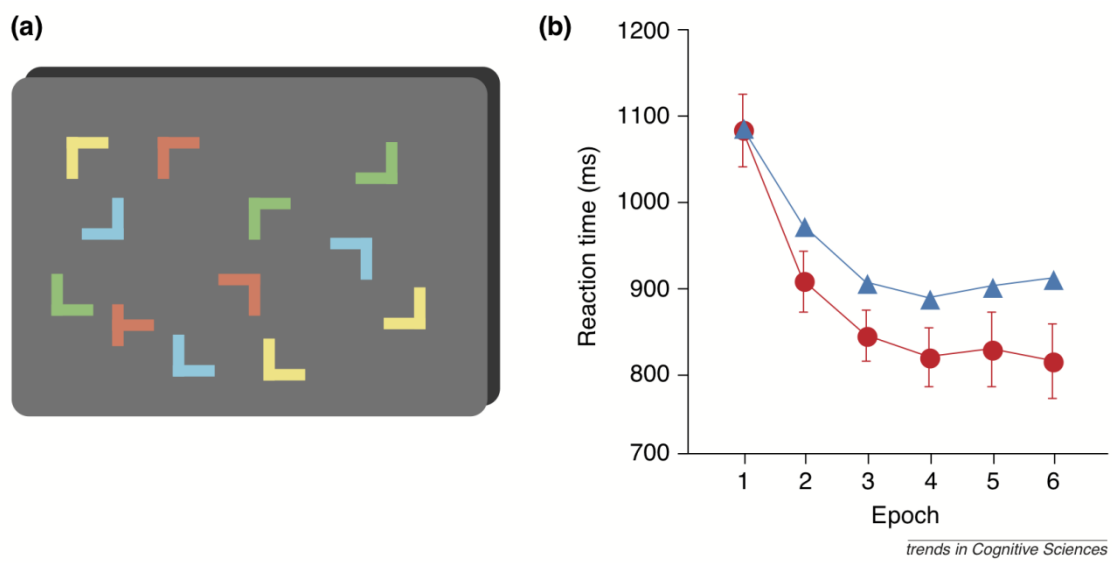 (a)
(b)
1200
1100
1000
900
800
700
Reaction time (ms)
1 2 3 4 5 6
Epoch
trends in Cognitive Sciences